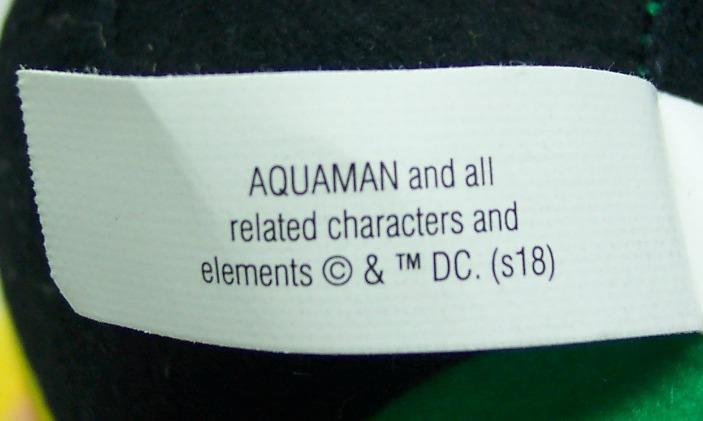 AQUAMAN and all
related characters and
elements © & ™ DC. (s18)